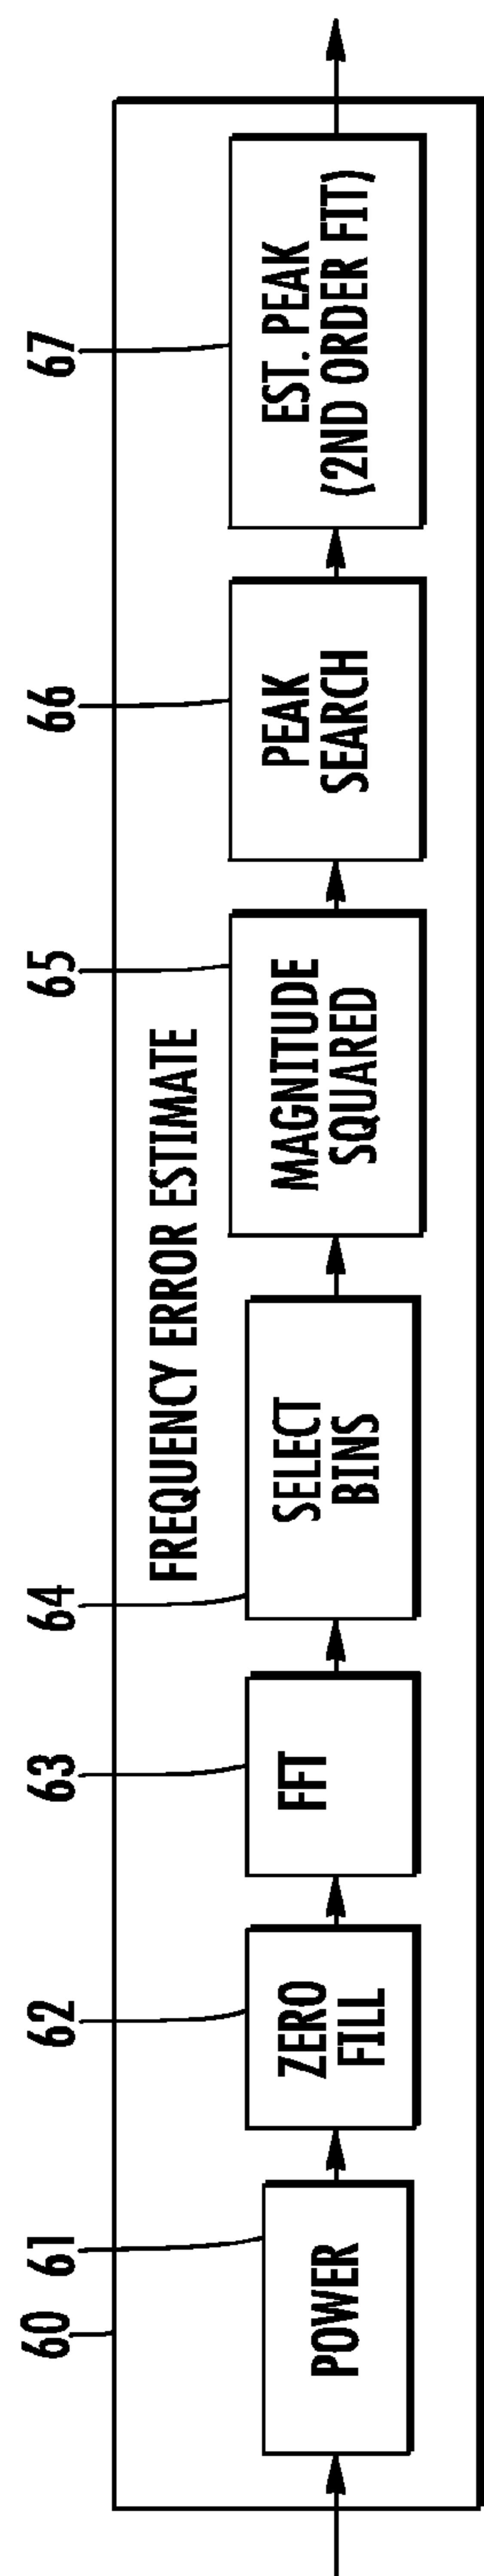 60
61
62
63
64
65
66
67
FREQUENCY ERROR ESTIMATE
POWER
ZERO
FILL
FFT
SELECT
BINS
MAGNITUDE
SQUARED
PEAK
SEARCH
EST. PEAK
(2ND ORDER FIT)